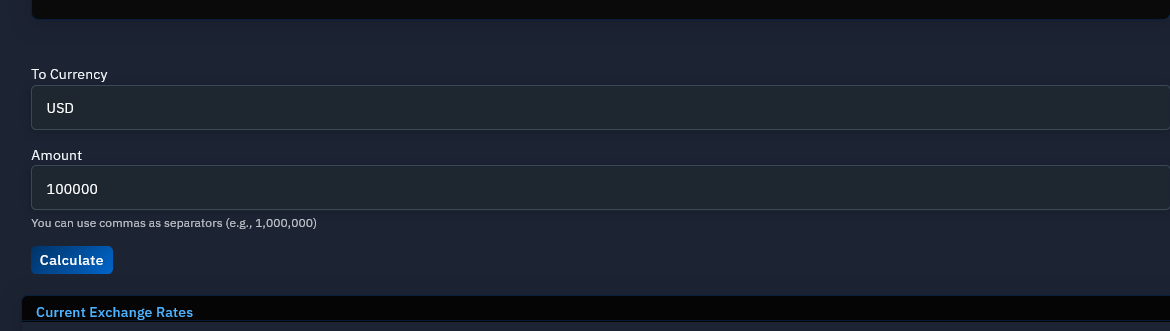 To Currency
USD
Amount
100000
You can use commas as separators (e.g., 1,000,000)
Calculate
Current Exchange Rates